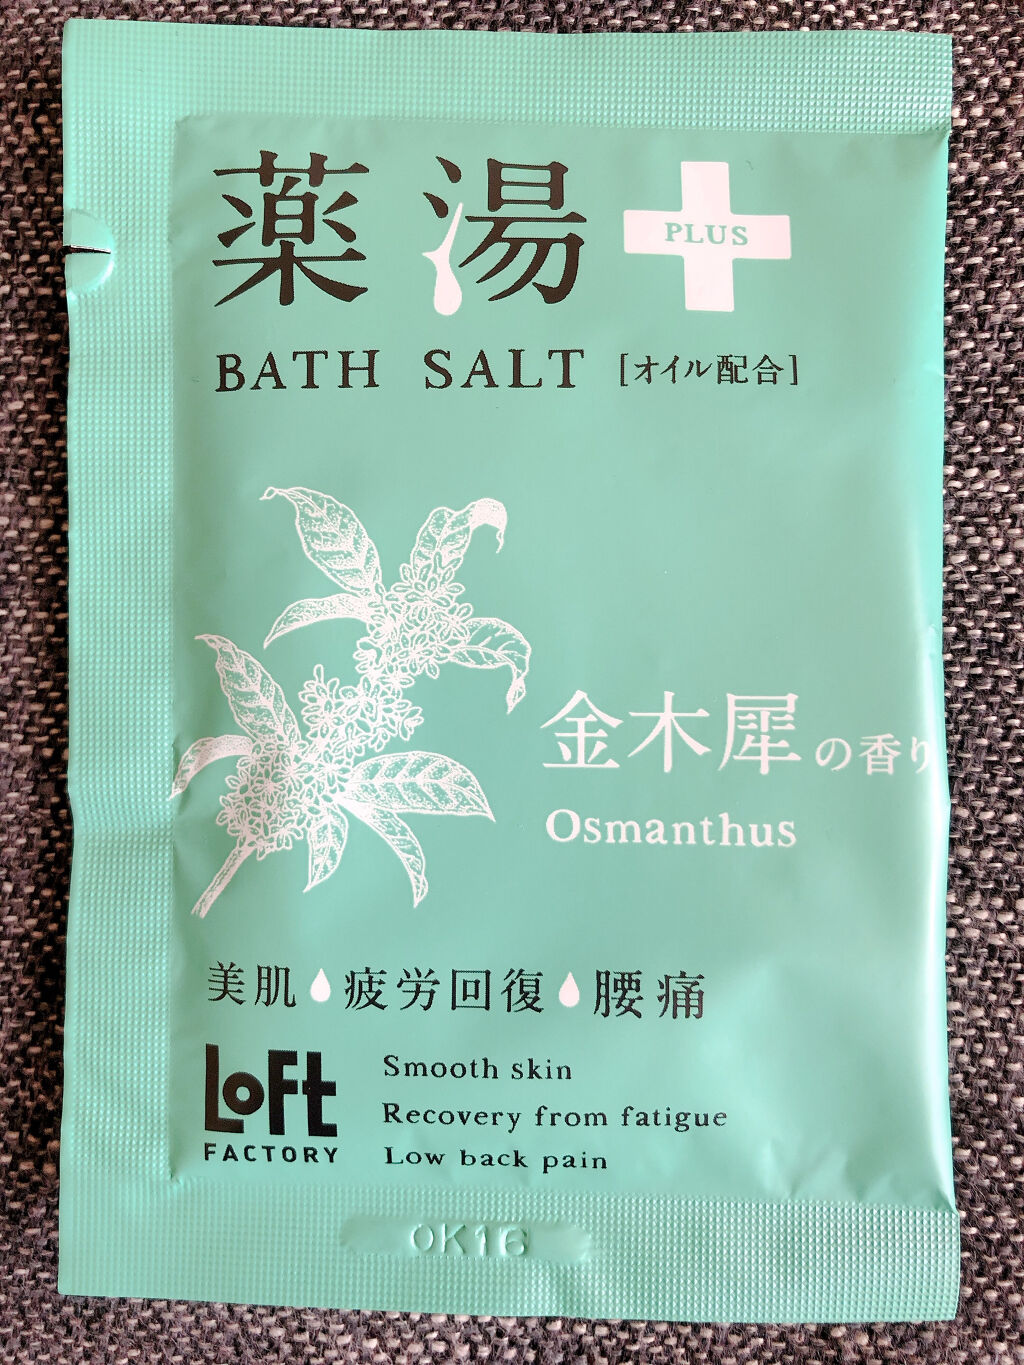 薬湯 PLUS
BATH SALT [オイル配合]
金木犀の香り
Osmanthus
美肌 疲労回復 腰痛
Smooth skin
Recovery from fatigue
Low back pain
LoFt
FACTORY
OK16